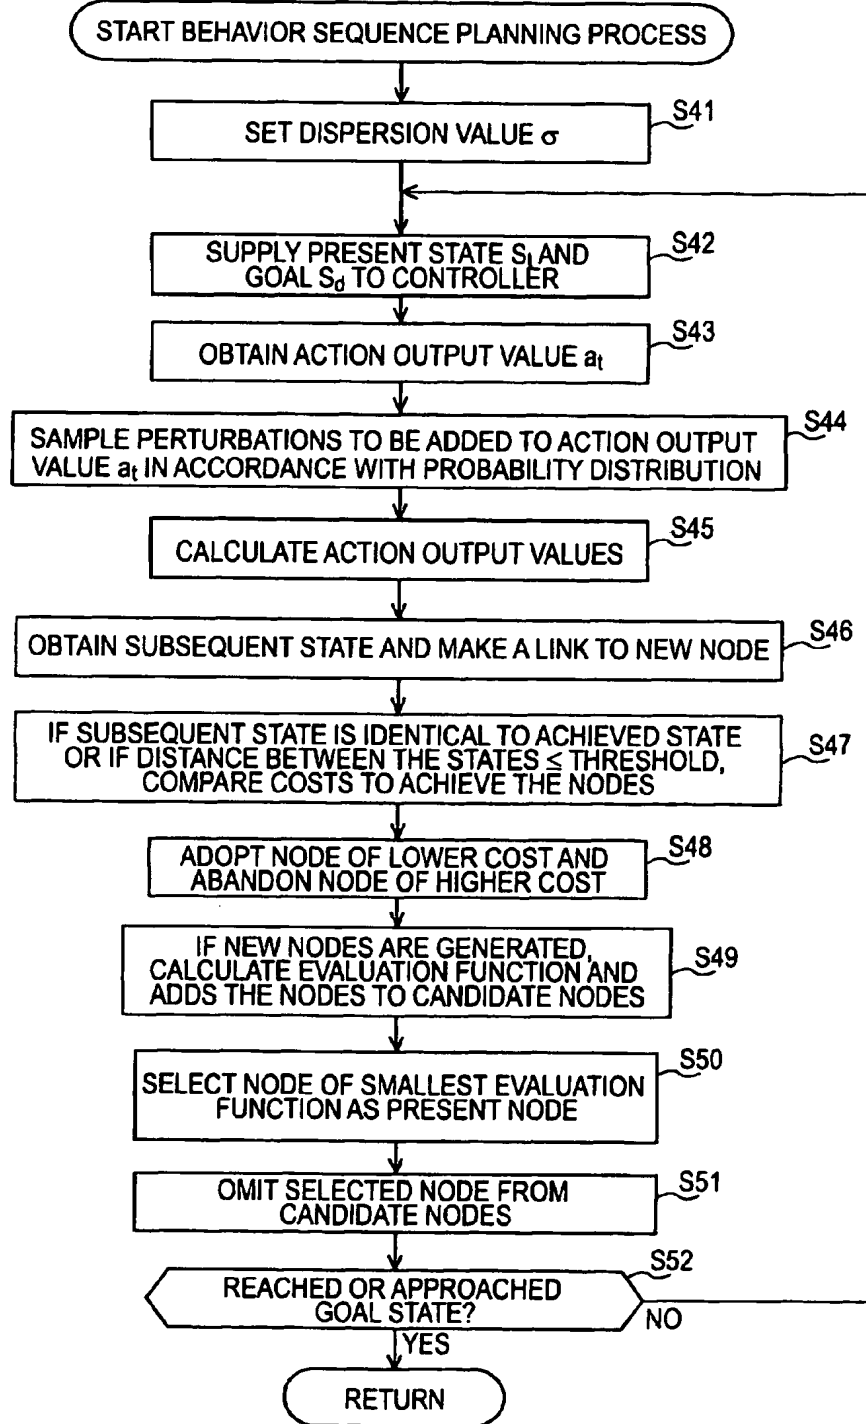 START BEHAVIOR SEQUENCE PLANNING PROCESS
S41
SET DISPERSION VALUE σ
S42
SUPPLY PRESENT STATE St AND
GOAL Sd TO CONTROLLER
S43
OBTAIN ACTION OUTPUT VALUE at
S44
SAMPLE PERTURBATIONS TO BE ADDED TO ACTION OUTPUT
VALUE at IN ACCORDANCE WITH PROBABILITY DISTRIBUTION
S45
CALCULATE ACTION OUTPUT VALUES
S46
OBTAIN SUBSEQUENT STATE AND MAKE A LINK TO NEW NODE
S47
IF SUBSEQUENT STATE IS IDENTICAL TO ACHIEVED STATE
OR IF DISTANCE BETWEEN THE STATES ≤ THRESHOLD,
COMPARE COSTS TO ACHIEVE THE NODES
S48
ADOPT NODE OF LOWER COST AND
ABANDON NODE OF HIGHER COST
S49
IF NEW NODES ARE GENERATED,
CALCULATE EVALUATION FUNCTION AND
ADDS THE NODES TO CANDIDATE NODES
S50
SELECT NODE OF SMALLEST EVALUATION
FUNCTION AS PRESENT NODE
S51
OMIT SELECTED NODE FROM
CANDIDATE NODES
S52
REACHED OR APPROACHED
GOAL STATE?
NO
YES
RETURN